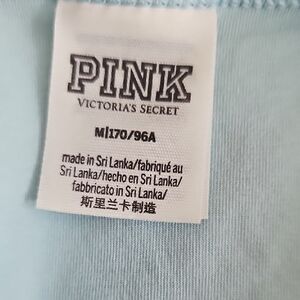 PINK
VICTORIA'S SECRET
M|170/96A
made in Sri Lanka/fabriqué au
Sri Lanka/hecho en Sri Lanka/
fabbricato in Sri Lanka/
斯里兰卡制造